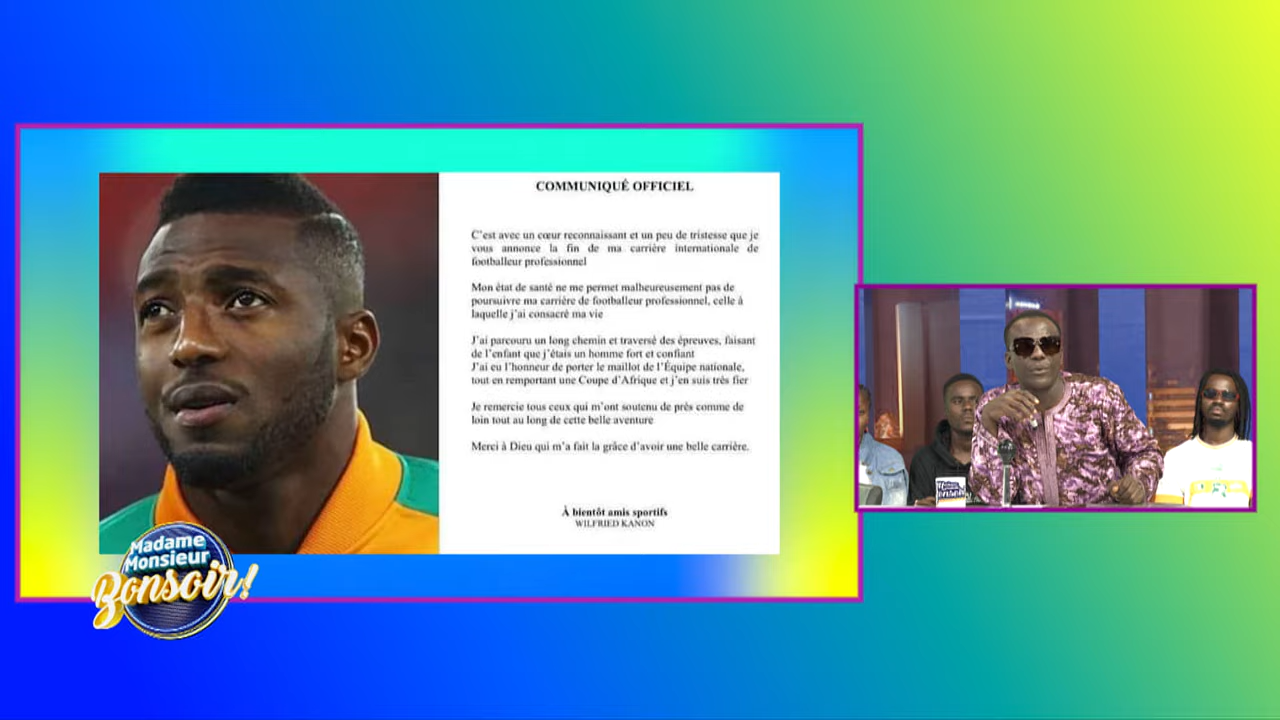 COMMUNIQUÉ OFFICIEL
C'est avec un cœur reconnaissant et un peu de tristesse que je
vous annonce la fin de ma carrière internationale de
footballeur professionnel
Mon état de santé ne me permet malheureusement pas de
poursuivre ma carrière de footballeur professionnel, celle à
laquelle j'ai consacré ma vie
J'ai parcouru un long chemin et traversé des épreuves, faisant
de l'enfant que j'étais un homme fort et confiant
J'ai eu l'honneur de porter le maillot de l'Équipe nationale,
tout en remportant une Coupe d'Afrique et j'en suis très fier
Je remercie tous ceux qui m'ont soutenu de près comme de
loin tout au long de cette belle aventure
Merci à Dieu qui m'a fait la grâce d'avoir une belle carrière.
À bientôt amis sportifs
WILFRIED KANON
Madame
Monsieur
Bonsoir!